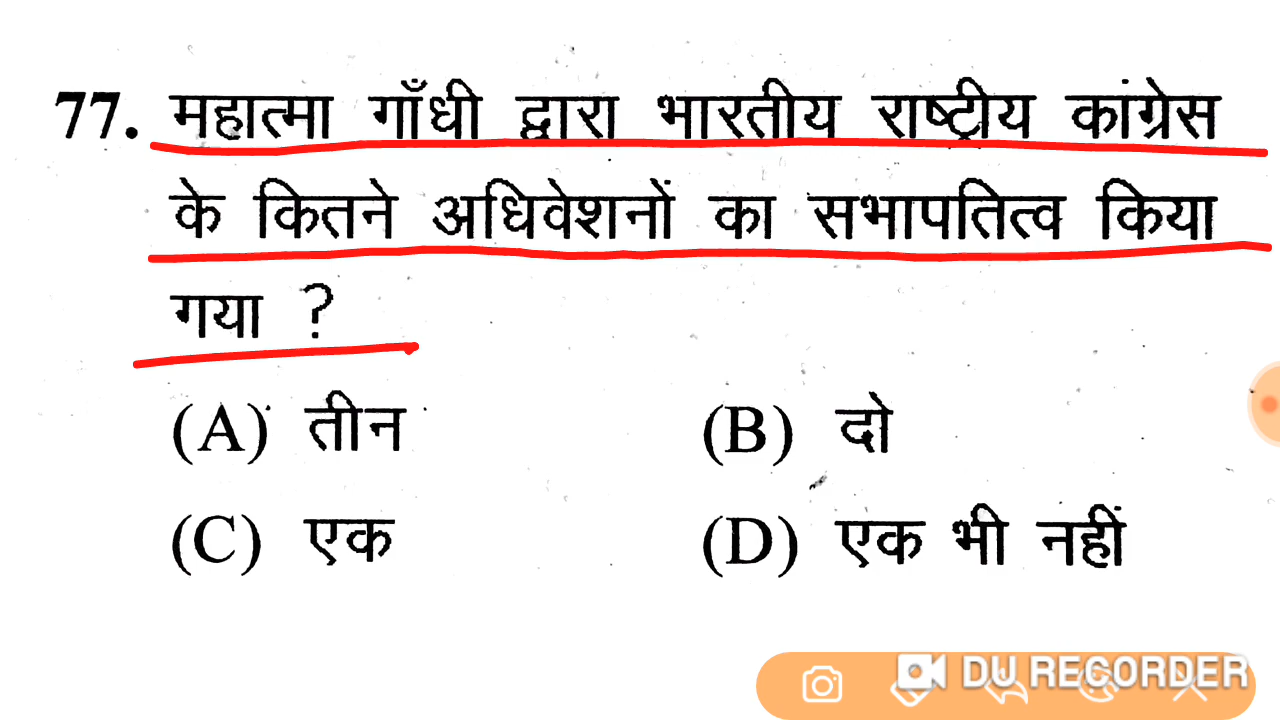 77. महात्मा गाँधी द्वारा भारतीय राष्ट्रीय कांग्रेस
के कितने अधिवेशनों का सभापतित्व किया
गया ?
(A) तीन (B) दो
(C) एक (D) एक भी नहीं
DU RECORDER